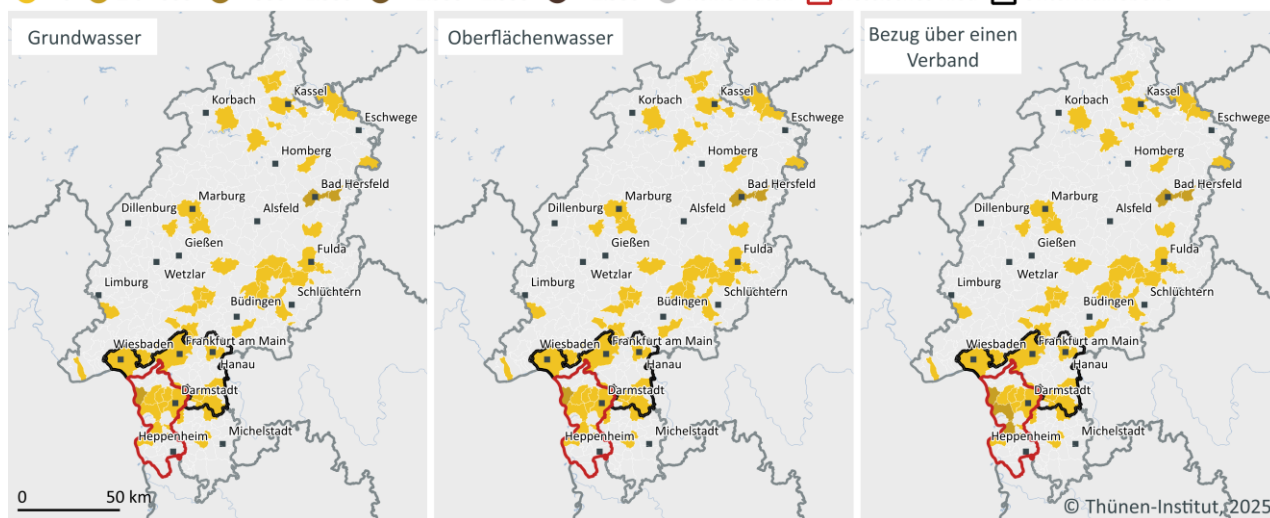 Grundwasser
Korbach
Kassel
Eschwege
Homberg
Bad Hersfeld
Marburg
Dillenburg
Alsfeld
Gießen
Fulda
Wetzlar
Limburg
Schlüchtern
Büdingen
Wiesbaden
Frankfurt am Main
Hanau
Darmstadt
Heppenheim
Michelstadt
0 50 km
Oberflächenwasser
Korbach
Kassel
Eschwege
Homberg
Bad Hersfeld
Marburg
Dillenburg
Alsfeld
Gießen
Fulda
Wetzlar
Limburg
Schlüchtern
Büdingen
Wiesbaden
Frankfurt am Main
Hanau
Darmstadt
Heppenheim
Michelstadt
Bezug über einen
Verband
Korbach
Kassel
Eschwege
Homberg
Bad Hersfeld
Marburg
Dillenburg
Alsfeld
Gießen
Fulda
Wetzlar
Limburg
Schlüchtern
Büdingen
Wiesbaden
Frankfurt am Main
Hanau
Darmstadt
Heppenheim
Michelstadt
© Thünen-Institut, 2025